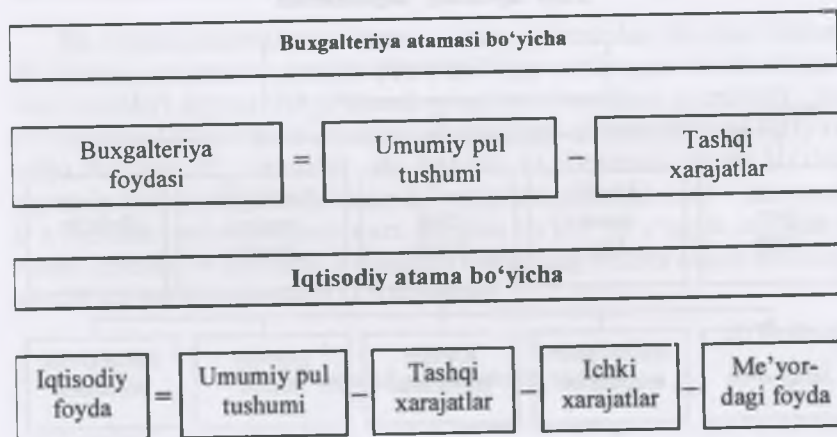 Buxgalteriya atamasi bo‘yicha
Buxgalteriya
foydasi
=
Umumiy pul
tushumi
−
Tashqi
xarajatlar
Iqtisodiy atama bo‘yicha
Iqtisodiy
foyda
=
Umumiy pul
tushumi
−
Tashqi
xarajatlar
−
Ichki
xarajatlar
−
Me’yor-
dagi foyda